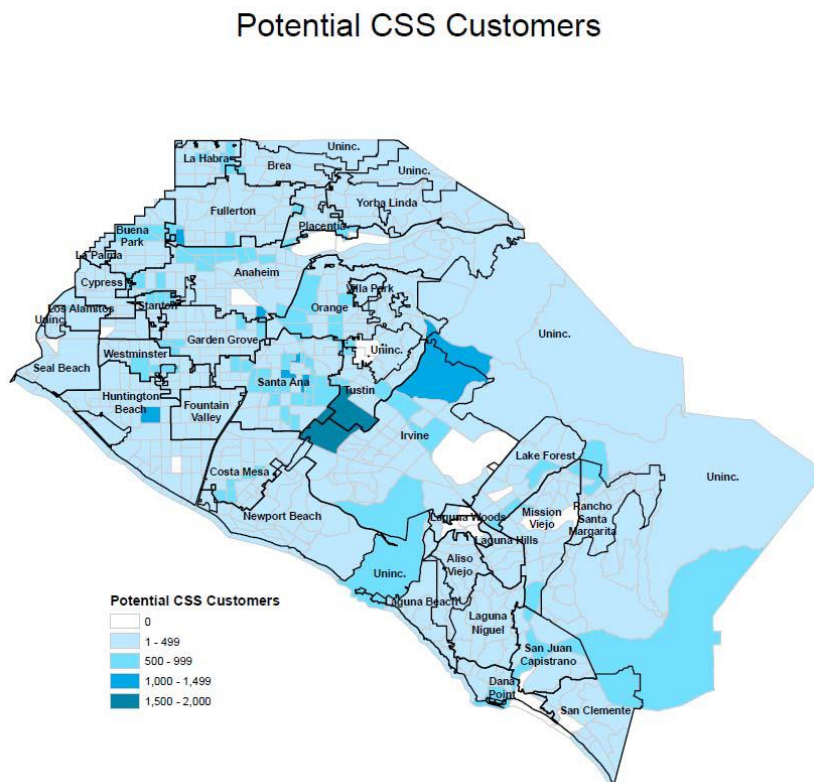 Potential CSS Customers
Uninc.
La Habra
Brea
Uninc.
Yorba Linda
Fullerton
Placentia
Buena
Park
La Palma
Anaheim
Cypress
Villa Park
Orange
Stanton
Los Alamitos
Uninc.
Uninc.
Garden Grove
Uninc.
Westminster
Seal Beach
Santa Ana
Tustin
Huntington
Beach
Fountain
Valley
Irvine
Lake Forest
Costa Mesa
Uninc.
Newport Beach
Laguna Woods
Mission
Viejo
Rancho
Santa
Margarita
Laguna Hills
Aliso
Viejo
Uninc.
Laguna Beach
Laguna
Niguel
San Juan
Capistrano
Dana
Point
San Clemente
Potential CSS Customers
0
1 - 499
500 - 999
1,000 - 1,499
1,500 - 2,000